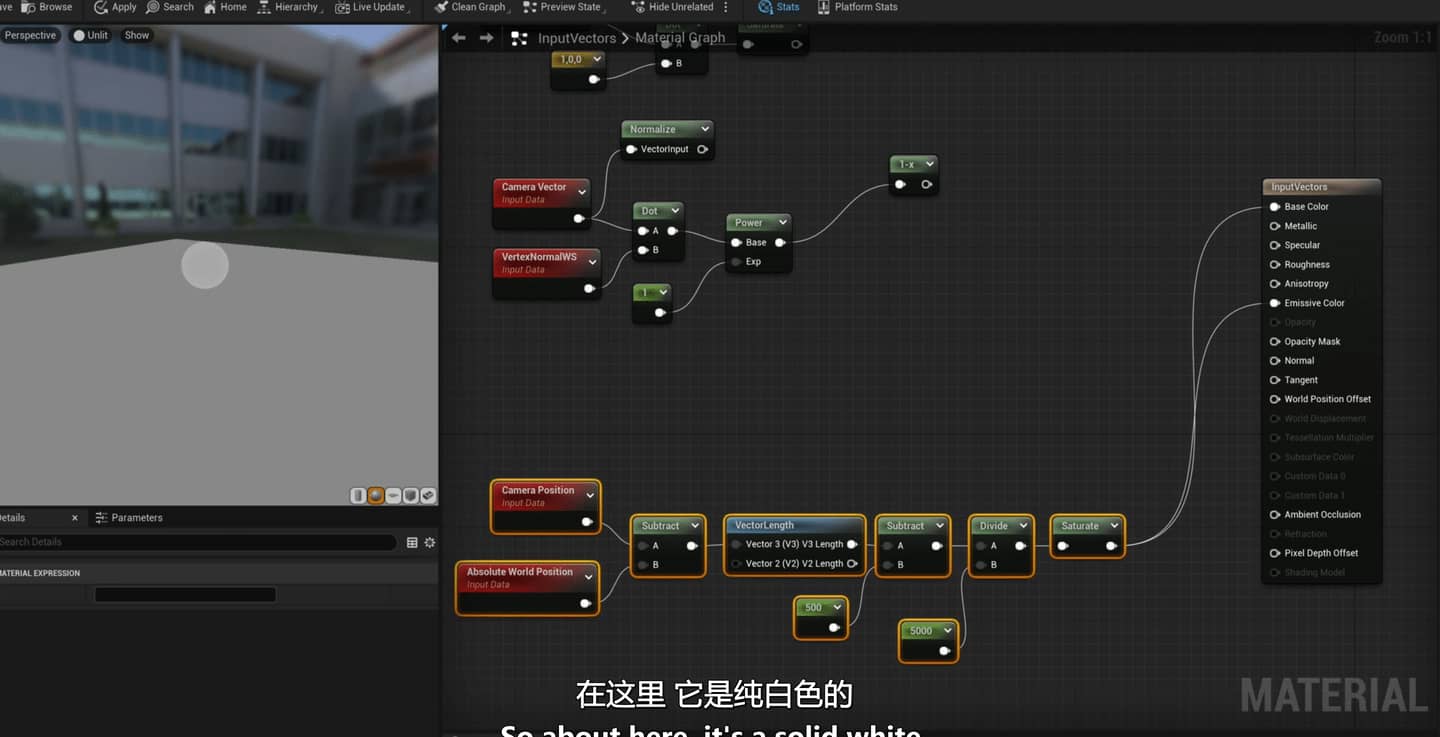 Browse
Apply
Search
Home
Hierarchy
Live Update
Clean Graph
Preview State
Hide Unrelated
Stats
Platform Stats
Perspective
Unlit
Show
InputVectors
Material Graph
Zoom 1:1
1,0,0
B
Normalize
VectorInput
Camera Vector
Input Data
VertexNormalWS
Input Data
Dot
A
B
1
Power
Base
Exp
1-x
InputVectors
Base Color
Metallic
Specular
Roughness
Anisotropy
Emissive Color
Opacity
Opacity Mask
Normal
Tangent
World Position Offset
World Displacement
Tessellation Multiplier
Subsurface Color
Custom Data 0
Custom Data 1
Ambient Occlusion
Refraction
Pixel Depth Offset
Shading Model
Camera Position
Input Data
Absolute World Position
Input Data
Subtract
A
B
VectorLength
Vector 3 (V3) V3 Length
Vector 2 (V2) V2 Length
Subtract
A
B
500
Divide
A
B
5000
Saturate
Parameters
Search Details
MATERIAL EXPRESSION
MATERIAL
在这里 它是纯白色的
So about here, it's a solid white